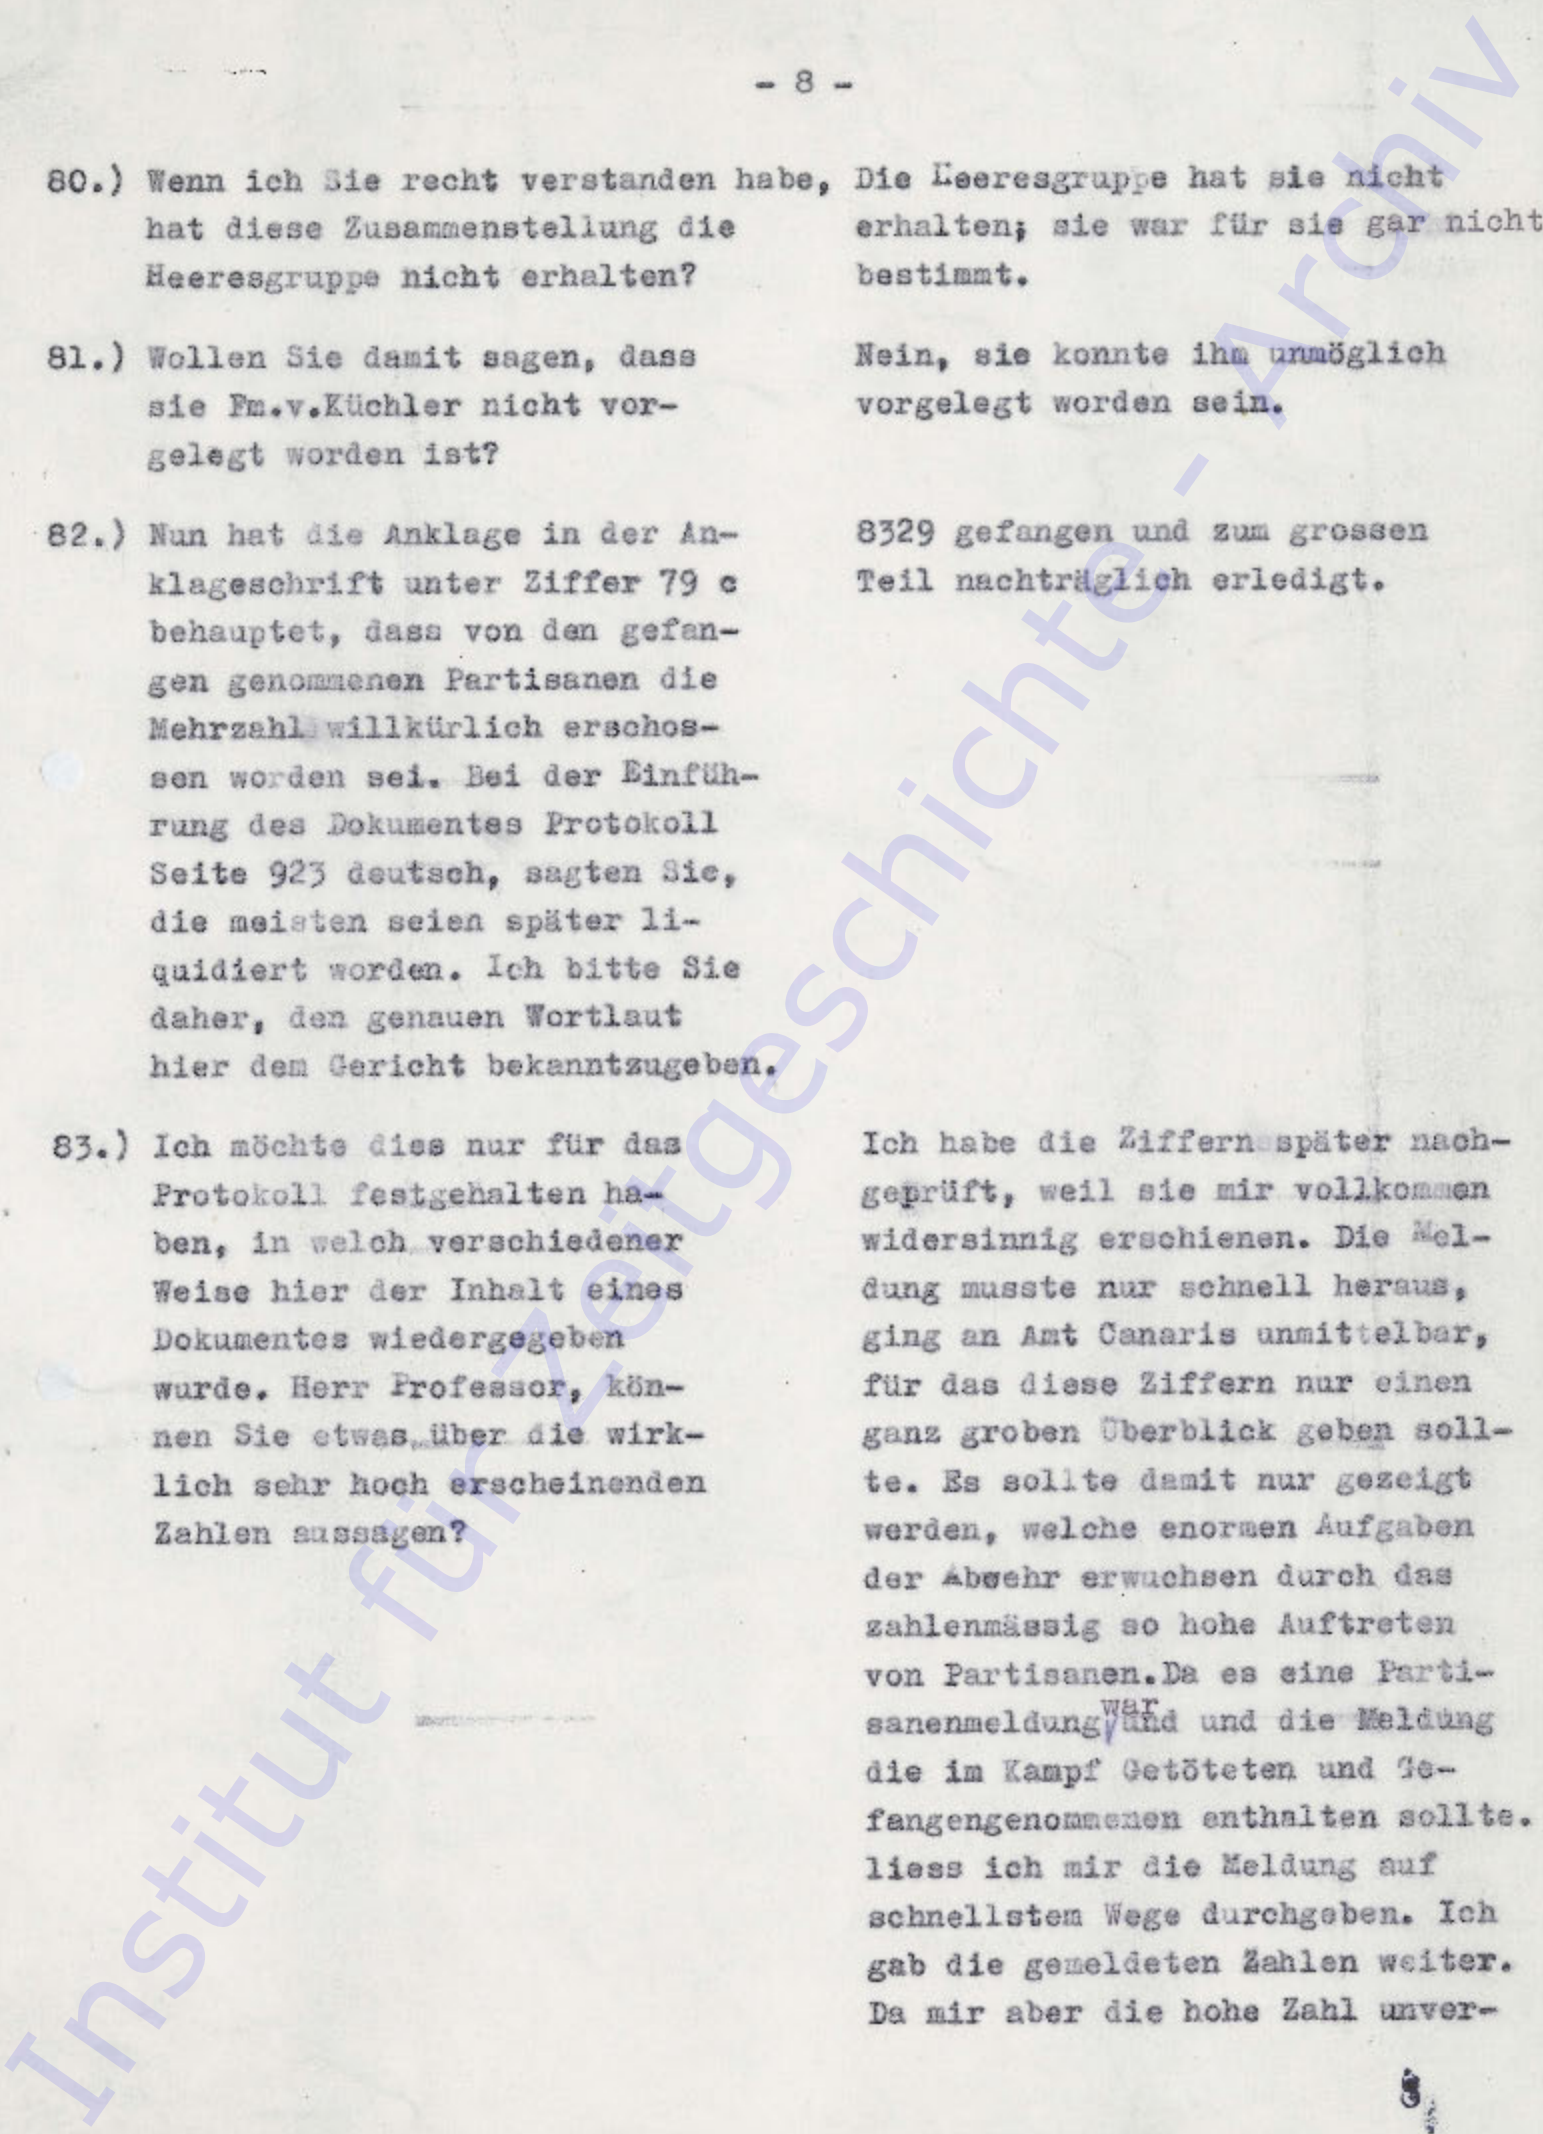 - 8 -
80.) Wenn ich Sie recht verstanden habe,
hat diese Zusammenstellung die
Heeresgruppe nicht erhalten?
Die Heeresgruppe hat sie nicht
erhalten; sie war für sie gar nicht
bestimmt.
81.) Wollen Sie damit sagen, dass
sie Fm.v.Küchler nicht vor-
gelegt worden ist?
Nein, sie konnte ihm unmöglich
vorgelegt worden sein.
82.) Nun hat die Anklage in der An-
klageschrift unter Ziffer 79 c
behauptet, dass von den gefan-
gen genommenen Partisanen die
Mehrzahl willkürlich erschos-
sen worden sei. Bei der Einfüh-
rung des Dokumentes Protokoll
Seite 923 deutsch, sagten Sie,
die meisten seien später li-
quidiert worden. Ich bitte Sie
daher, den genauen Wortlaut
hier dem Gericht bekanntzugeben.
8329 gefangen und zum grossen
Teil nachträglich erledigt.
83.) Ich möchte dies nur für das
Protokoll festgehalten ha-
ben, in welch verschiedener
Weise hier der Inhalt eines
Dokumentes wiedergegeben
wurde. Herr Professor, kön-
nen Sie etwas über die wirk-
lich sehr hoch erscheinenden
Zahlen aussagen?
Ich habe die Ziffern später nach-
geprüft, weil sie mir vollkommen
widersinnig erschienen. Die Mel-
dung musste nur schnell heraus,
ging an Amt Canaris unmittelbar,
für das diese Ziffern nur einen
ganz groben Überblick geben soll-
te. Es sollte damit nur gezeigt
werden, welche enormen Aufgaben
der Abwehr erwuchsen durch das
zahlenmässig so hohe Auftreten
von Partisanen.Da es eine Parti-
war
sanenmeldung und und die Meldung
die im Kampf Getöteten und Ge-
fangengenommenen enthalten sollte.
liess ich mir die Meldung auf
schnellstem Wege durchgeben. Ich
gab die gemeldeten Zahlen weiter.
Da mir aber die hohe Zahl unver-
Institut für Zeitgeschichte - Archiv